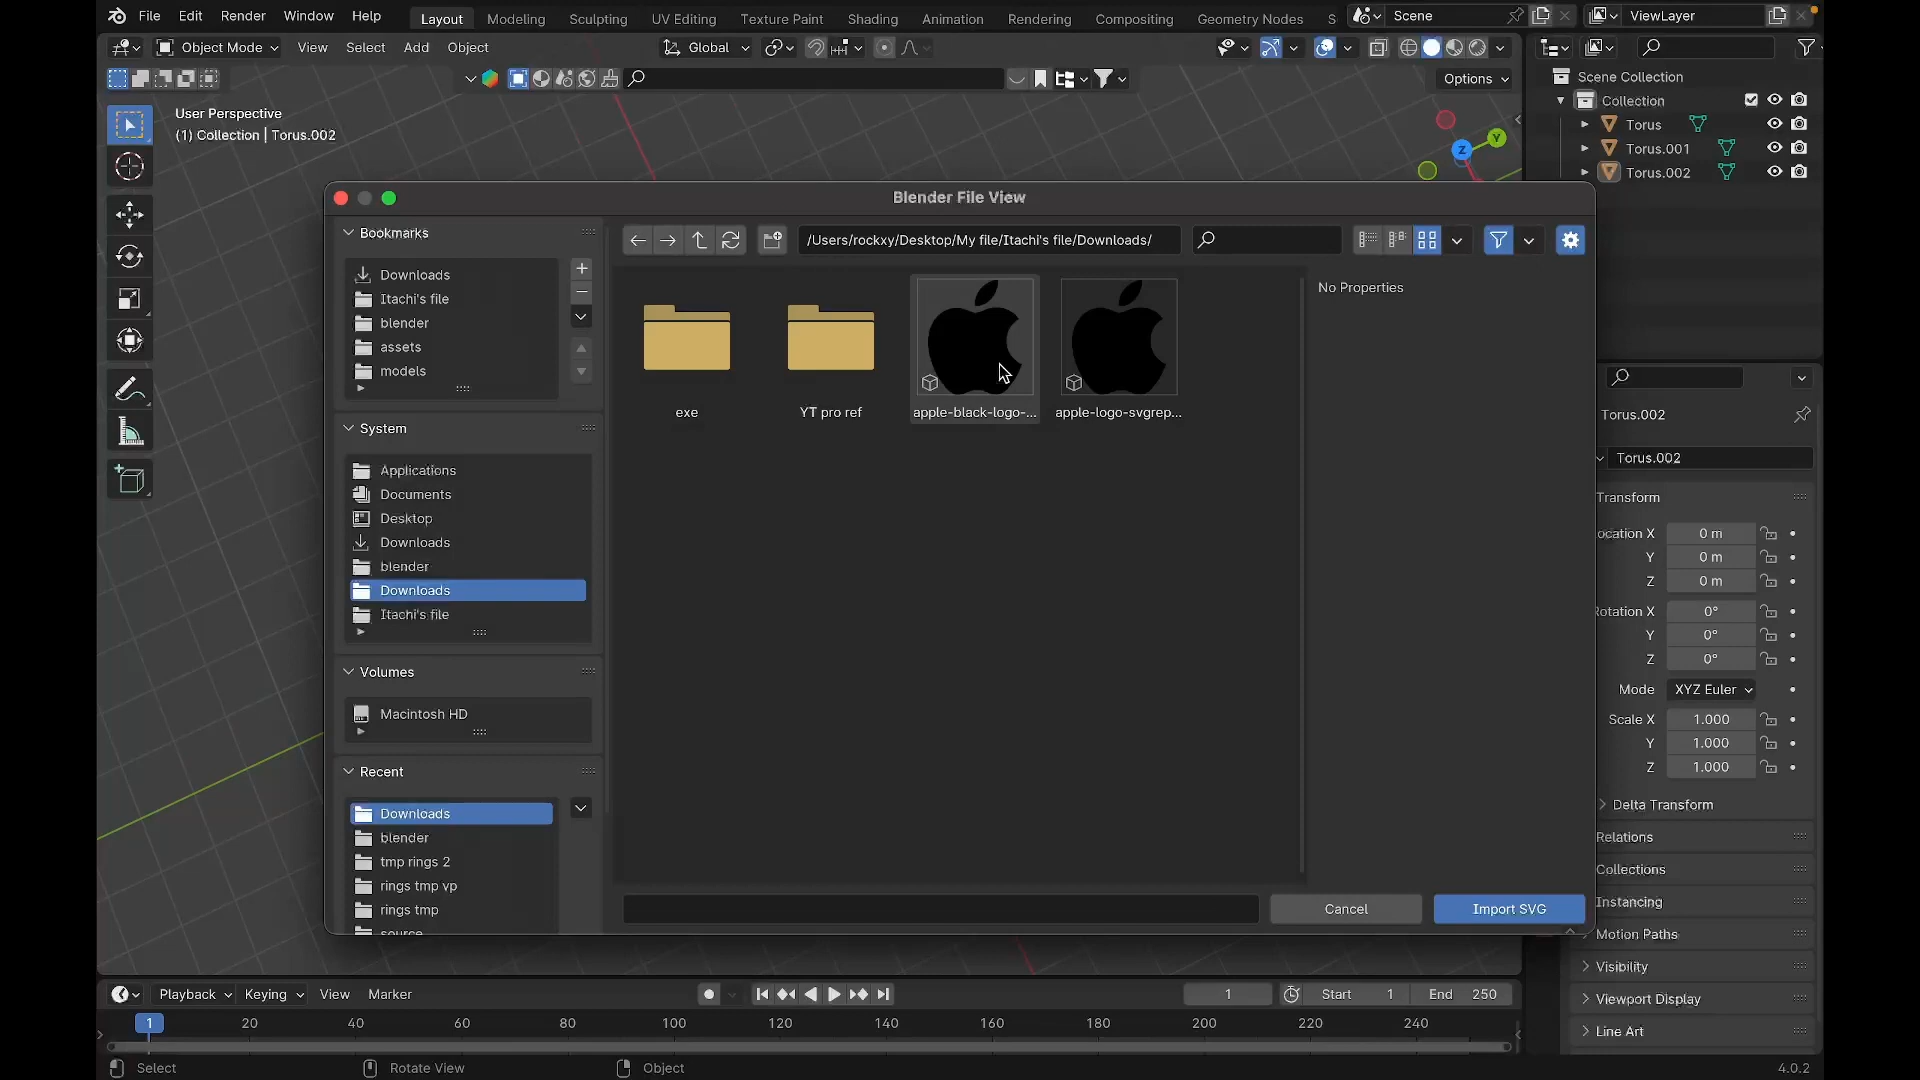 File Edit Render Window Help Layout Modeling Sculpting UV Editing Texture Paint Shading Animation Rendering Compositing Geometry Nodes S Scene ViewLayer
Object Mode View Select Add Object Global
Options
User Perspective
(1) Collection | Torus.002
Y
Z
Scene Collection
Collection
Torus
Torus.001
Torus.002
Blender File View
Bookmarks
Downloads
Itachi's file
blender
assets
models
System
Applications
Documents
Desktop
Downloads
blender
Downloads
Itachi's file
Volumes
Macintosh HD
Recent
Downloads
blender
tmp rings 2
rings tmp vp
rings tmp
source
/Users/rockxy/Desktop/My file/Itachi's file/Downloads/
exe
YT pro ref
apple-black-logo-...
apple-logo-svgrep...
No Properties
Cancel
Import SVG
Torus.002
Torus.002
Transform
ocation X 0 m
Y 0 m
Z 0 m
Rotation X 0°
Y 0°
Z 0°
Mode XYZ Euler
Scale X 1.000
Y 1.000
Z 1.000
Delta Transform
Relations
Collections
Instancing
Motion Paths
Visibility
Viewport Display
Line Art
Playback Keying View Marker 1 Start 1 End 250
1 20 40 60 80 100 120 140 160 180 200 220 240
Select Rotate View Object 4.0.2